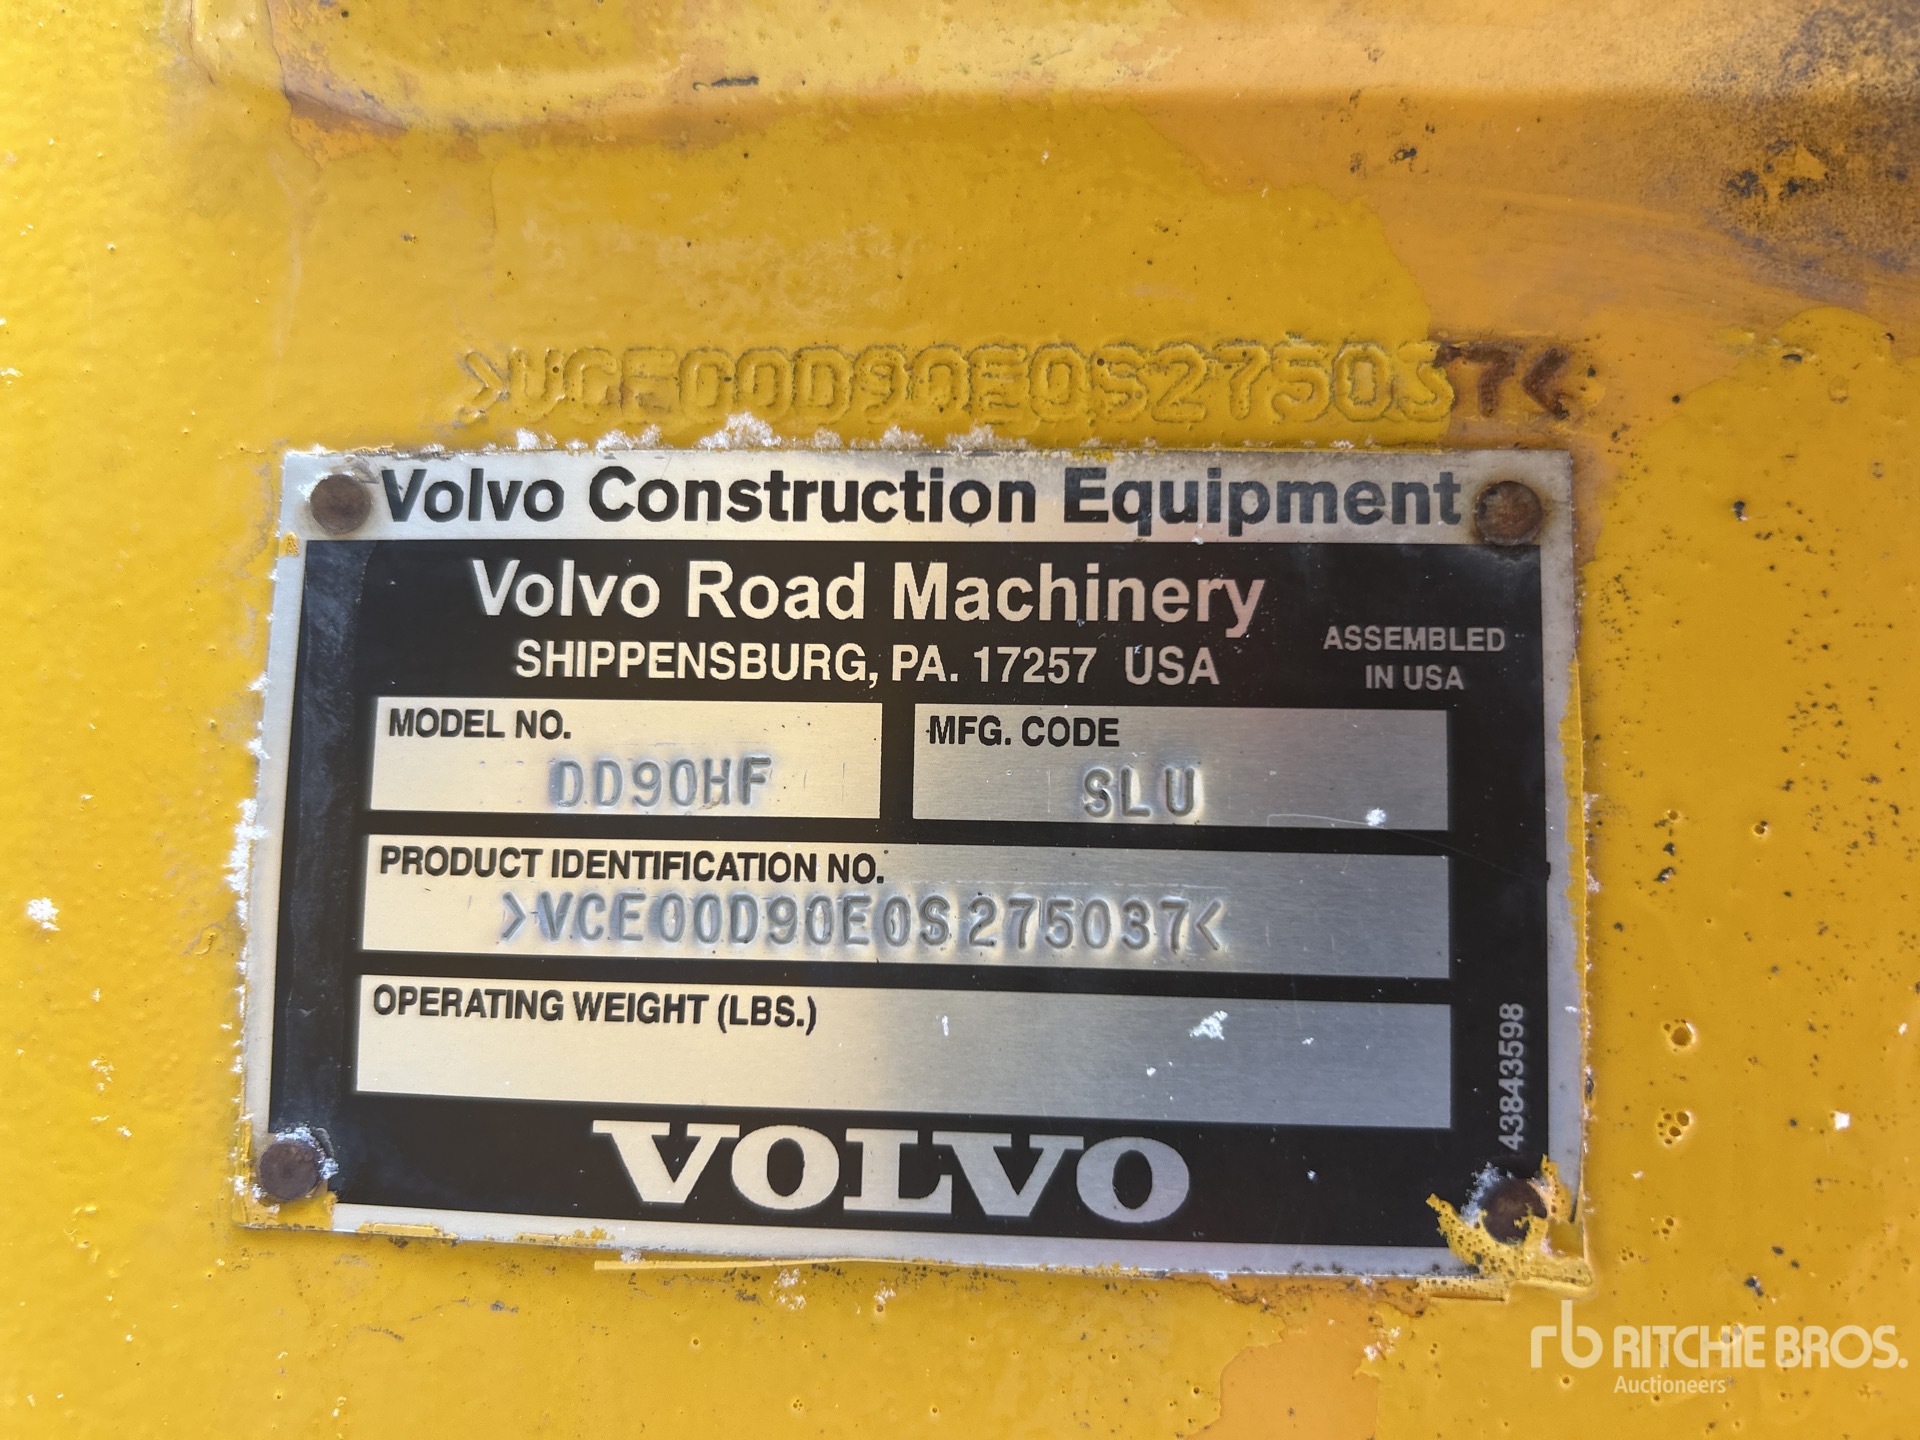 >VCE00D90E0S275037<
Volvo Construction Equipment
Volvo Road Machinery
SHIPPENSBURG, PA. 17257 USA
ASSEMBLED
IN USA
MODEL NO.
DD90HF
MFG. CODE
SLU
PRODUCT IDENTIFICATION NO.
>VCE00D90E0S275037<
OPERATING WEIGHT (LBS.)
43843598
VOLVO
rb RITCHIE BROS.
Auctioneers